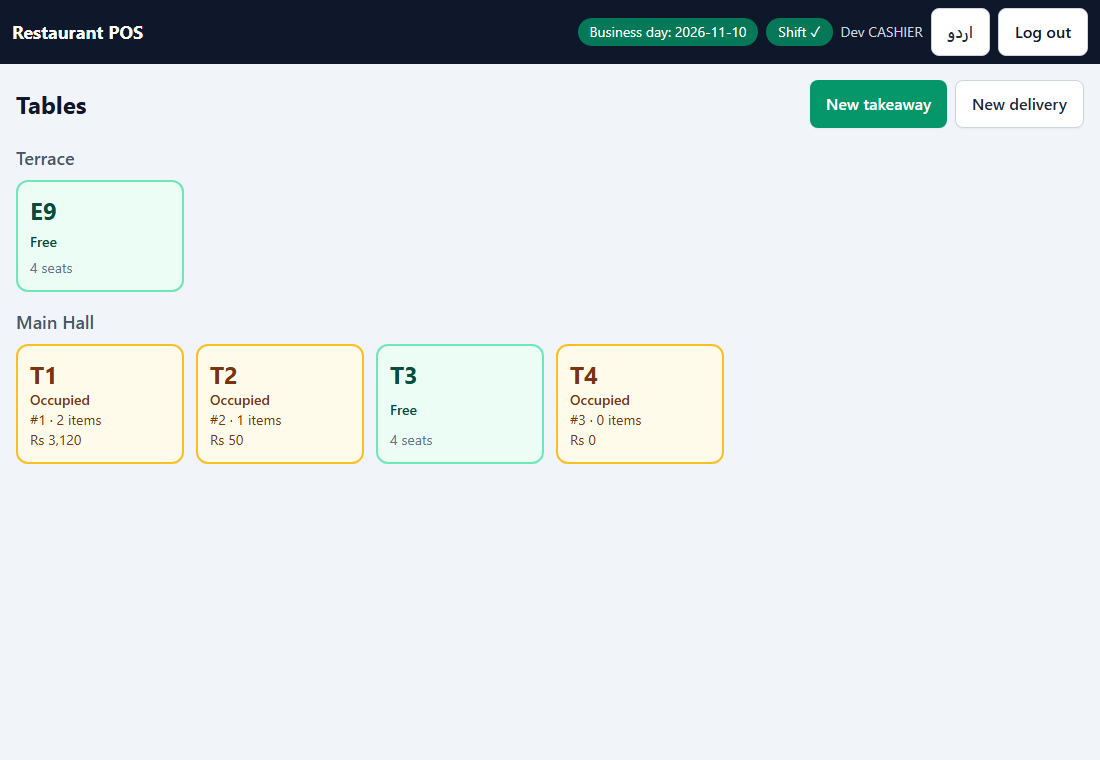 Restaurant POS
Business day: 2026-11-10
Shift ✓
Dev CASHIER
اردو
Log out
Tables
New takeaway
New delivery
Terrace
E9
Free
4 seats
Main Hall
T1
Occupied
#1 · 2 items
Rs 3,120
T2
Occupied
#2 · 1 items
Rs 50
T3
Free
4 seats
T4
Occupied
#3 · 0 items
Rs 0